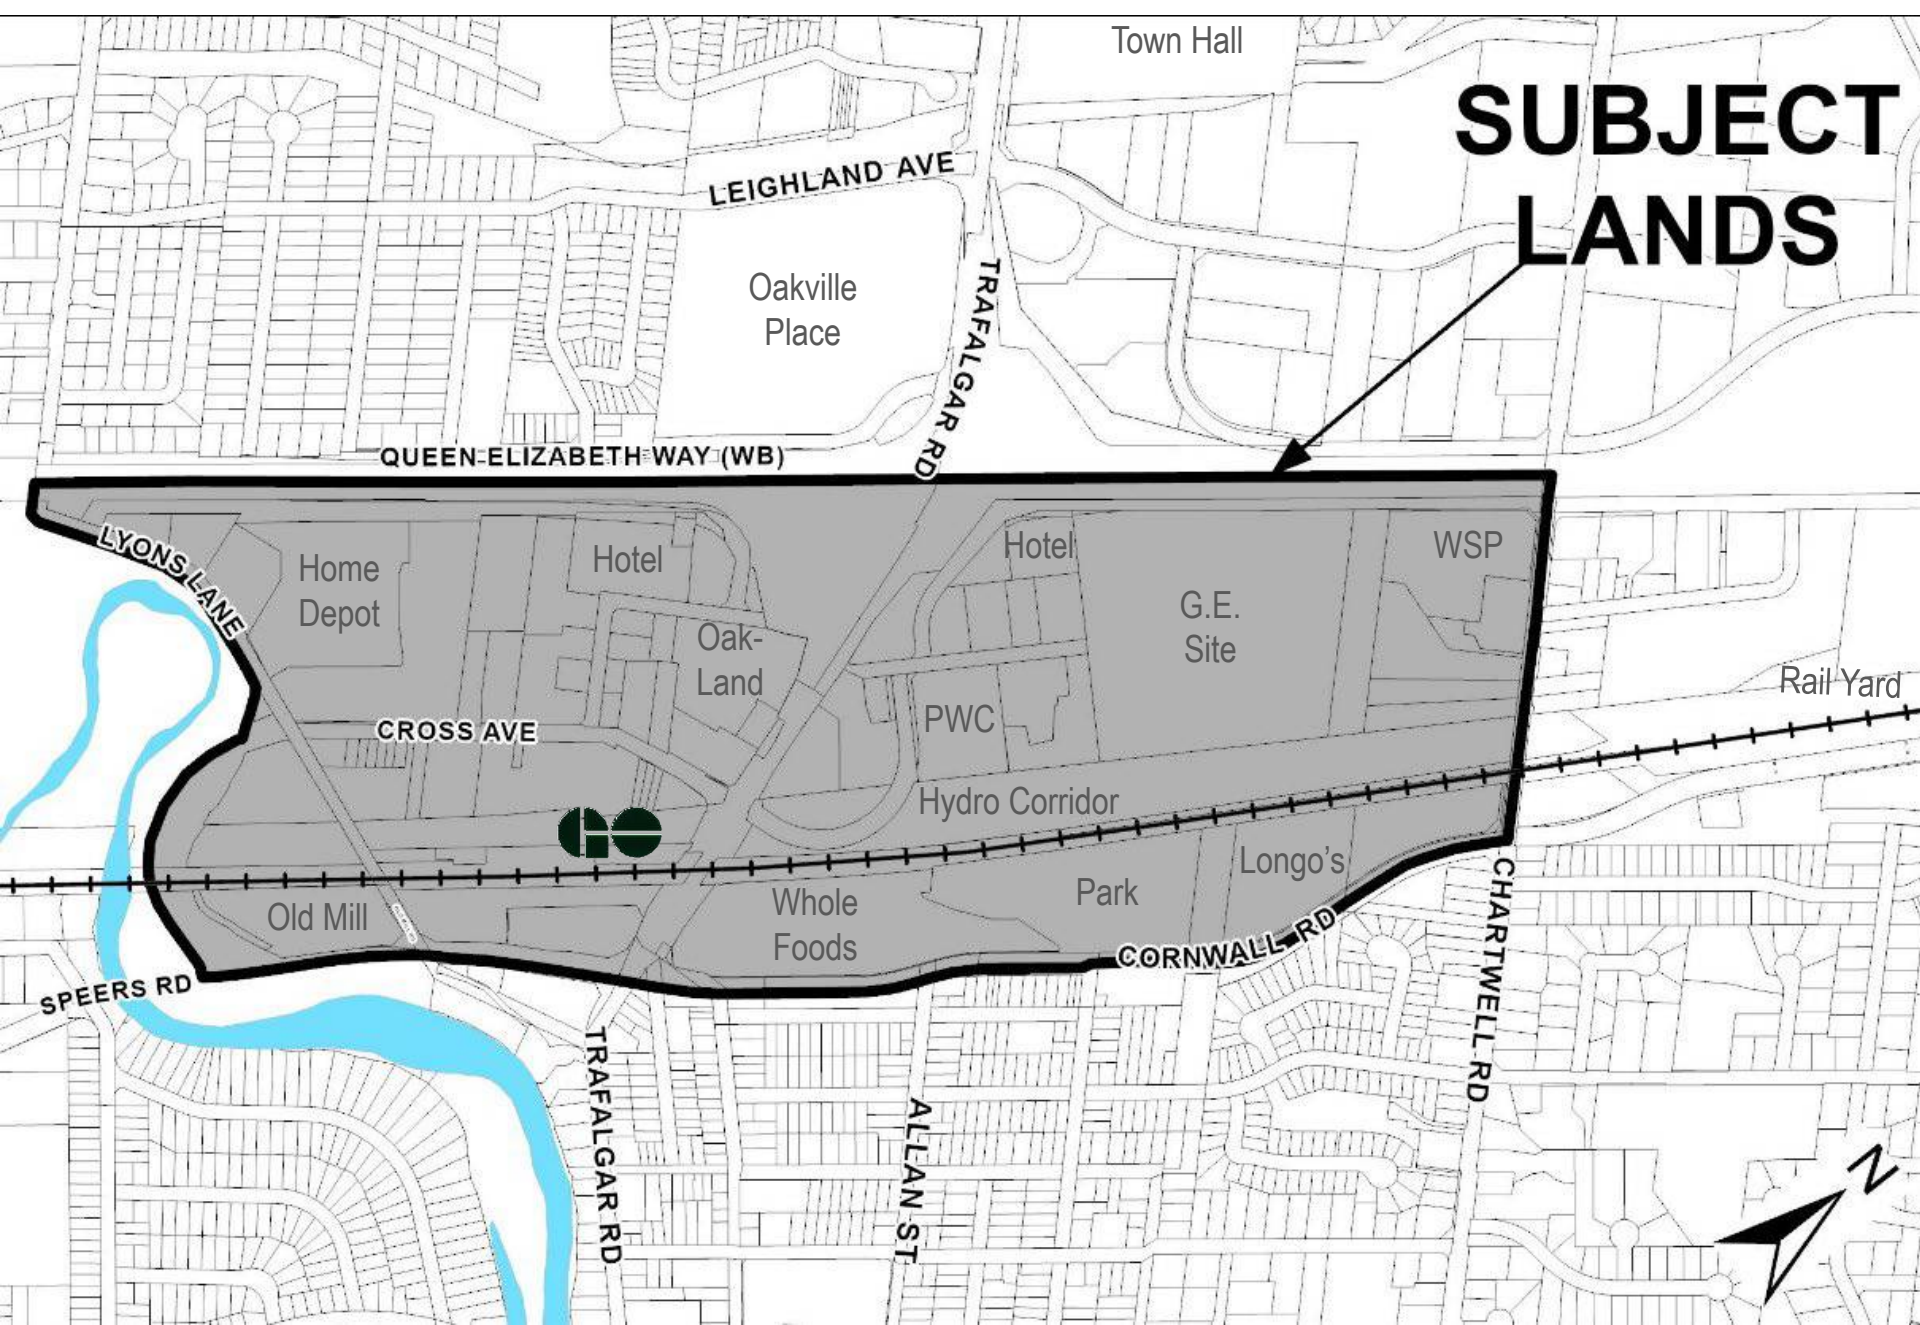 Town Hall
SUBJECT
LANDS
LEIGHLAND AVE
Oakville
Place
TRAFALGAR RD
QUEEN ELIZABETH WAY (WB)
LYONS LANE
Home
Depot
Hotel
Hotel
WSP
Oak-
Land
G.E.
Site
Rail Yard
CROSS AVE
PWC
GO
Hydro Corridor
Old Mill
Whole
Foods
Park
Longo's
CORNWALL RD
CHARTWELL RD
SPEERS RD
TRAFALGAR RD
ALLAN ST
N